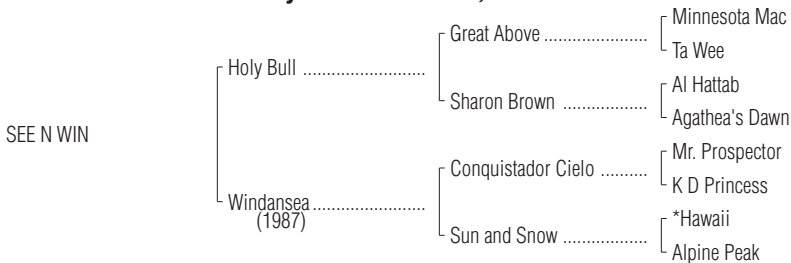 Minnesota Mac
Great Above ........................
Ta Wee
Holy Bull ............................
Al Hattab
Sharon Brown ....................
Agathea's Dawn
SEE N WIN
Mr. Prospector
Conquistador Cielo ..........
K D Princess
Windansea ..........................
(1987)
*Hawaii
Sun and Snow ....................
Alpine Peak